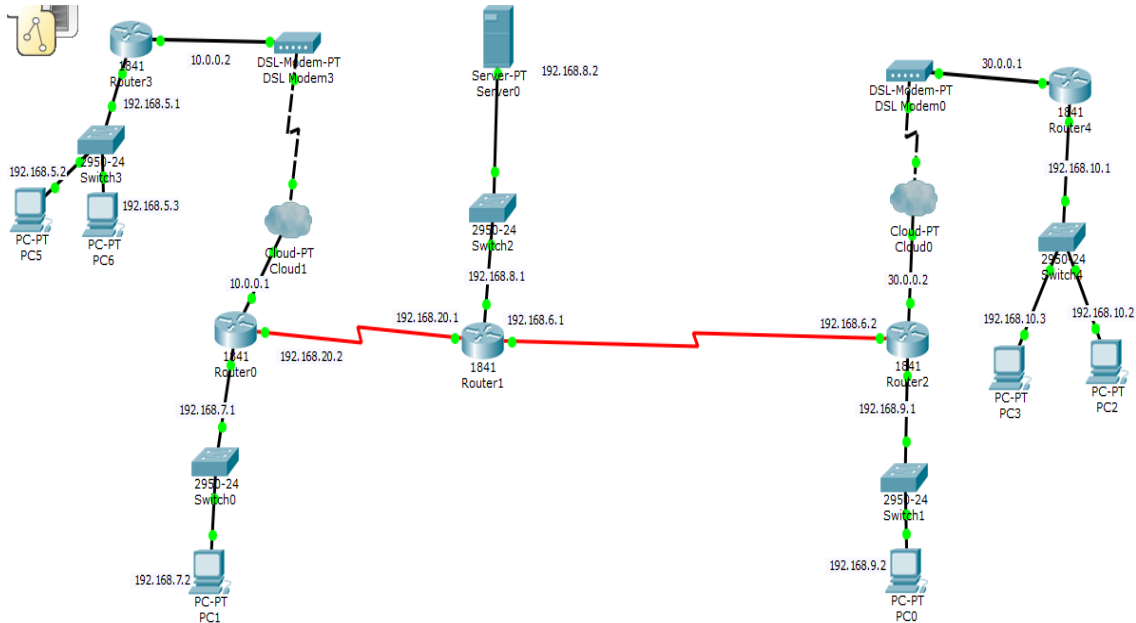 1841
Router3
10.0.0.2
DSL-Modem-PT
DSL Modem3
192.168.5.1
2950-24
Switch3
192.168.5.2
192.168.5.3
PC-PT
PC5
PC-PT
PC6
Cloud-PT
Cloud1
10.0.0.1
1841
Router0
192.168.20.2
192.168.7.1
2950-24
Switch0
192.168.7.2
PC-PT
PC1
Server-PT
Server0
192.168.8.2
2950-24
Switch2
192.168.8.1
192.168.20.1
192.168.6.1
1841
Router1
DSL-Modem-PT
DSL Modem0
30.0.0.1
1841
Router4
192.168.10.1
Cloud-PT
Cloud0
30.0.0.2
2950-24
Switch4
192.168.10.3
192.168.10.2
PC-PT
PC3
PC-PT
PC2
192.168.6.2
1841
Router2
192.168.9.1
2950-24
Switch1
192.168.9.2
PC-PT
PC0